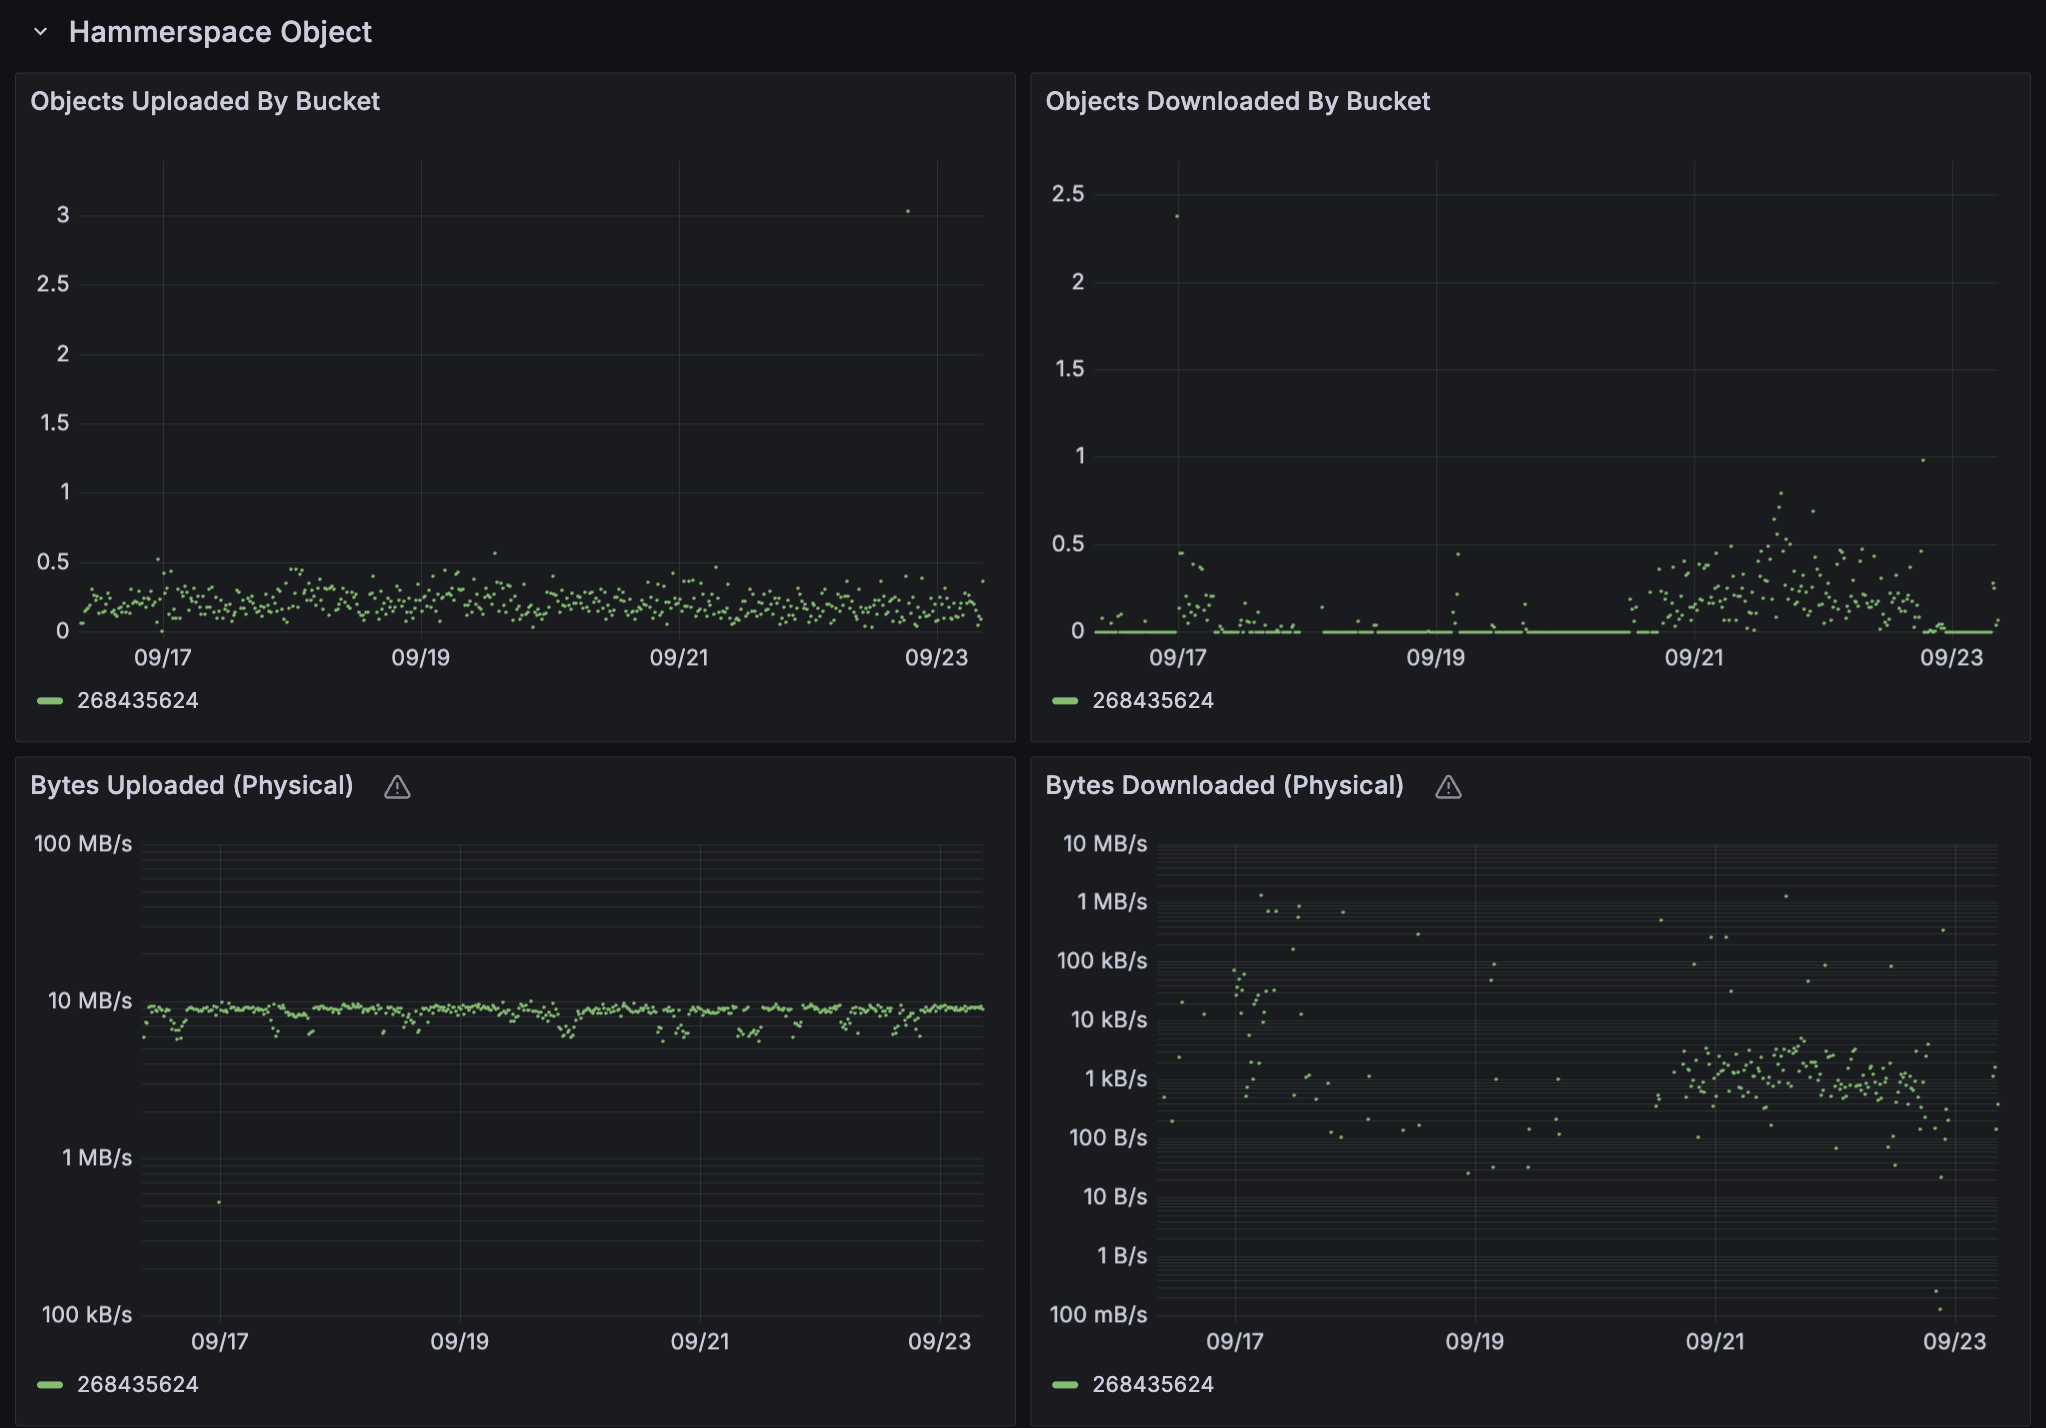 Hammerspace Object
Objects Uploaded By Bucket
3
2.5
2
1.5
1
0.5
0
09/17 09/19 09/21 09/23
268435624
Objects Downloaded By Bucket
2.5
2
1.5
1
0.5
0
09/17 09/19 09/21 09/23
268435624
Bytes Uploaded (Physical)
100 MB/s
10 MB/s
1 MB/s
100 kB/s
09/17 09/19 09/21 09/23
268435624
Bytes Downloaded (Physical)
10 MB/s
1 MB/s
100 kB/s
10 kB/s
1 kB/s
100 B/s
10 B/s
1 B/s
100 mB/s
09/17 09/19 09/21 09/23
268435624